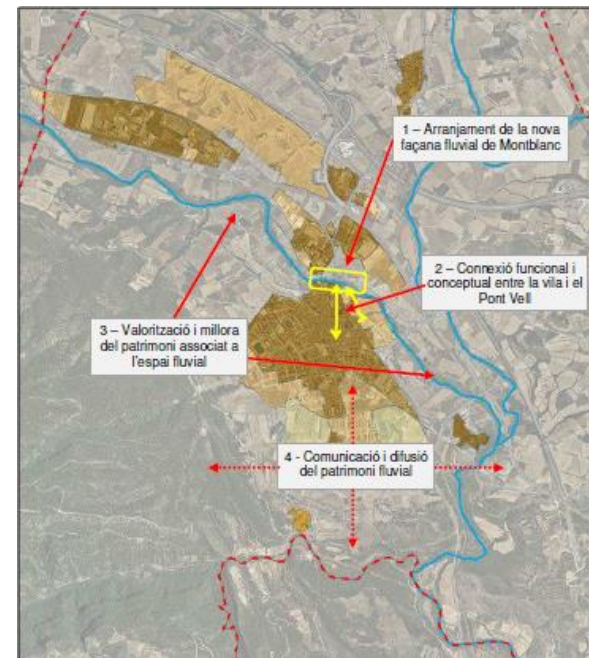 1 – Arranjament de la nova
façana fluvial de Montblanc
2 – Connexió funcional i
conceptual entre la vila i el
Pont Vell
3 – Valorització i millora
del patrimoni associat a
l'espai fluvial
4 - Comunicació i difusió
del patrimoni fluvial